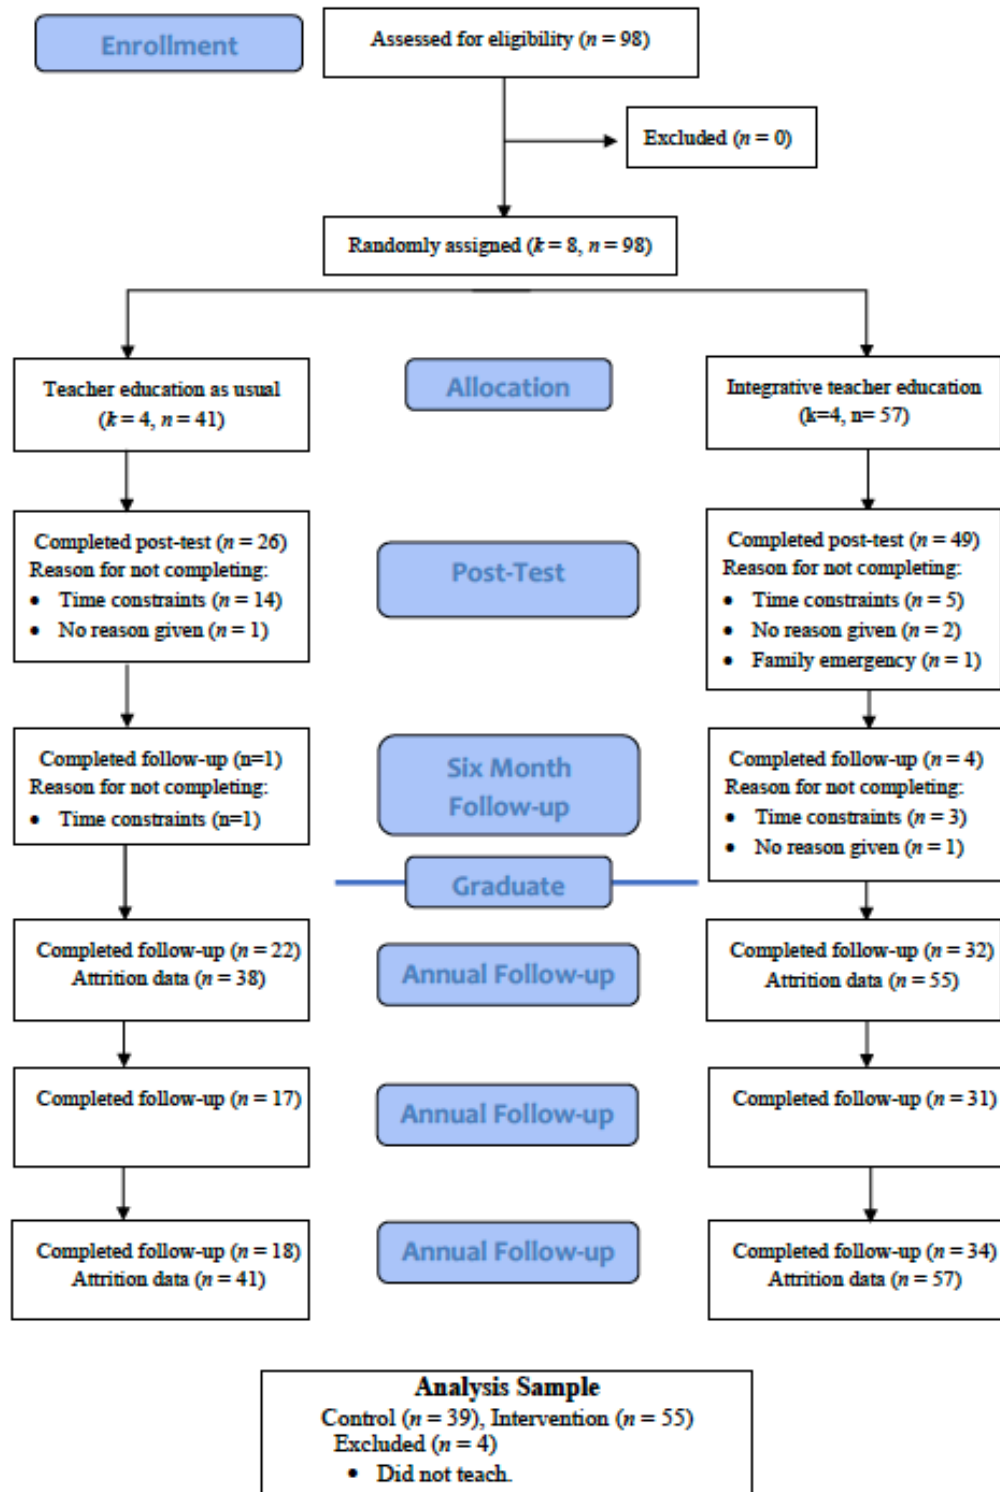 Enrollment
Assessed for eligibility (n = 98)
Excluded (n = 0)
Randomly assigned (k = 8, n = 98)
Teacher education as usual
(k = 4, n = 41)
Allocation
Integrative teacher education
(k=4, n= 57)
Completed post-test (n = 26)
Reason for not completing:
• Time constraints (n = 14)
• No reason given (n = 1)
Post-Test
Completed post-test (n = 49)
Reason for not completing:
• Time constraints (n = 5)
• No reason given (n = 2)
• Family emergency (n = 1)
Completed follow-up (n=1)
Reason for not completing:
• Time constraints (n=1)
Six Month
Follow-up
Completed follow-up (n = 4)
Reason for not completing:
• Time constraints (n = 3)
• No reason given (n = 1)
Graduate
Completed follow-up (n = 22)
Attrition data (n = 38)
Annual Follow-up
Completed follow-up (n = 32)
Attrition data (n = 55)
Completed follow-up (n = 17)
Annual Follow-up
Completed follow-up (n = 31)
Completed follow-up (n = 18)
Attrition data (n = 41)
Annual Follow-up
Completed follow-up (n = 34)
Attrition data (n = 57)
Analysis Sample
Control (n = 39), Intervention (n = 55)
Excluded (n = 4)
• Did not teach.